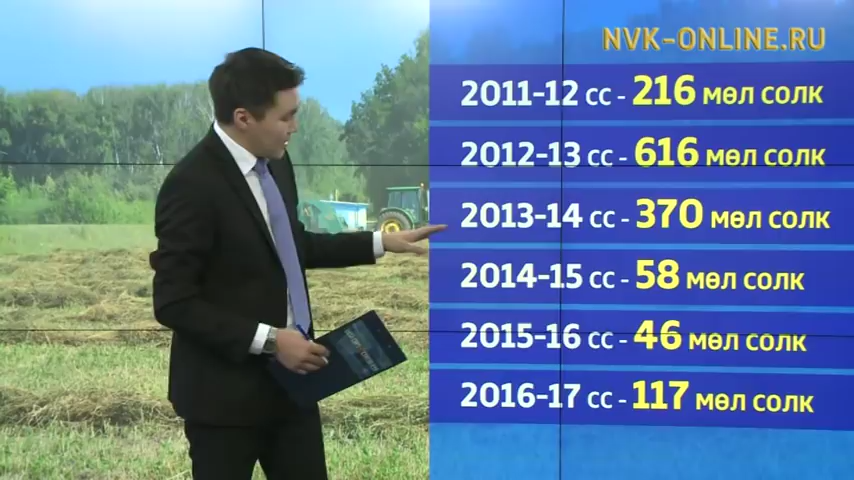 NVK-ONLINE.RU
2011-12 сс - 216 мөл солк
2012-13 сс - 616 мөл солк
2013-14 сс - 370 мөл солк
2014-15 сс - 58 мөл солк
2015-16 сс - 46 мөл солк
2016-17 сс - 117 мөл солк